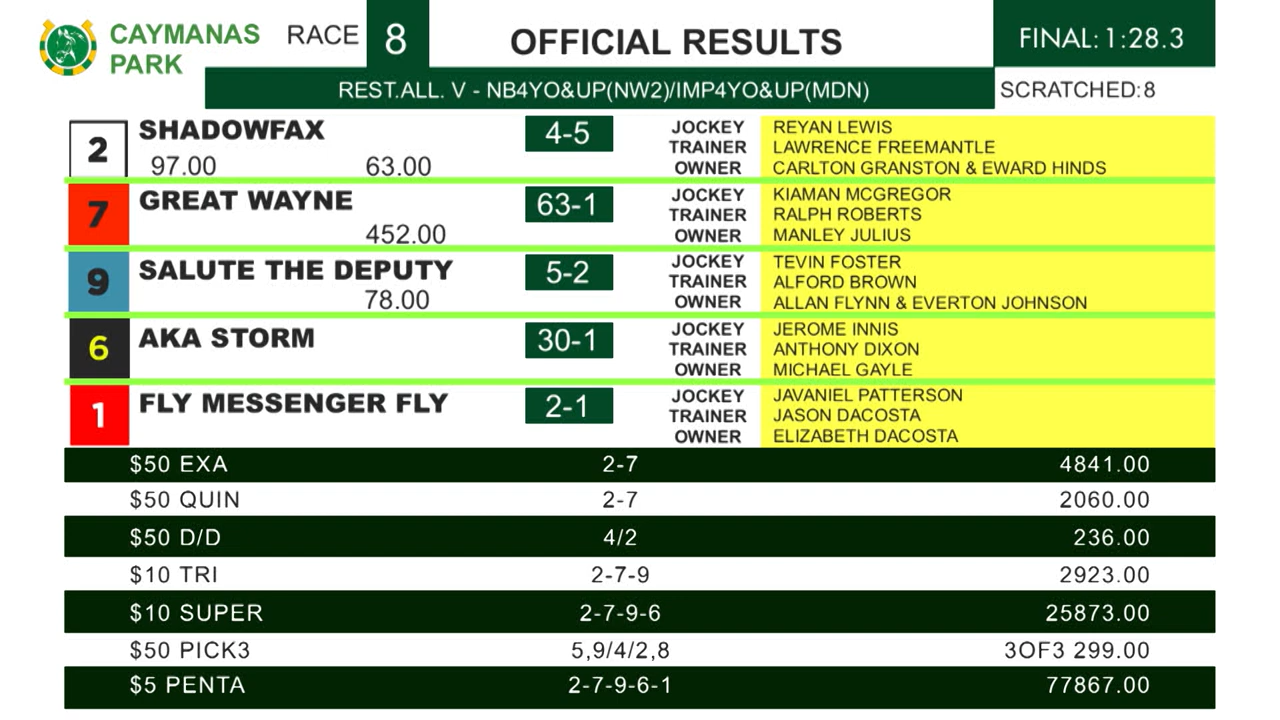 CAYMANAS PARK
RACE 8
OFFICIAL RESULTS
FINAL: 1:28.3
REST.ALL. V - NB4YO&UP(NW2)/IMP4YO&UP(MDN)
SCRATCHED:8
2 SHADOWFAX 4-5 JOCKEY REYAN LEWIS
TRAINER LAWRENCE FREEMANTLE
97.00 63.00 OWNER CARLTON GRANSTON & EWARD HINDS
7 GREAT WAYNE 63-1 JOCKEY KIAMAN MCGREGOR
TRAINER RALPH ROBERTS
452.00 OWNER MANLEY JULIUS
9 SALUTE THE DEPUTY 5-2 JOCKEY TEVIN FOSTER
TRAINER ALFORD BROWN
78.00 OWNER ALLAN FLYNN & EVERTON JOHNSON
6 AKA STORM 30-1 JOCKEY JEROME INNIS
TRAINER ANTHONY DIXON
OWNER MICHAEL GAYLE
1 FLY MESSENGER FLY 2-1 JOCKEY JAVANIEL PATTERSON
TRAINER JASON DACOSTA
OWNER ELIZABETH DACOSTA
$50 EXA 2-7 4841.00
$50 QUIN 2-7 2060.00
$50 D/D 4/2 236.00
$10 TRI 2-7-9 2923.00
$10 SUPER 2-7-9-6 25873.00
$50 PICK3 5,9/4/2,8 3OF3 299.00
$5 PENTA 2-7-9-6-1 77867.00